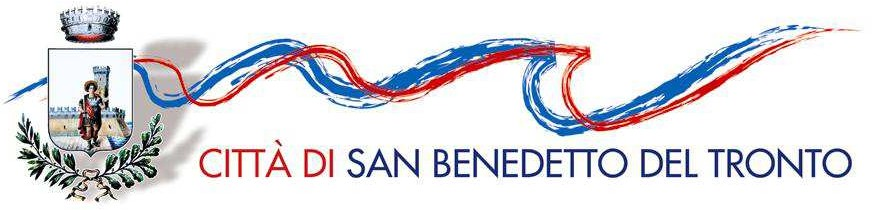 CITTÀ DI SAN BENEDETTO DEL TRONTO